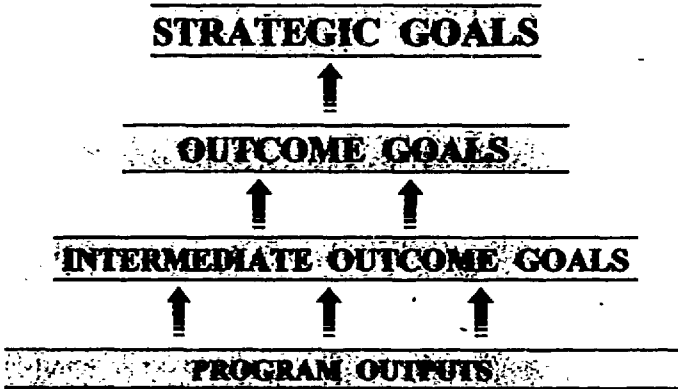 STRATEGIC GOALS
OUTCOME GOALS
INTERMEDIATE OUTCOME GOALS
PROGRAM OUTPUTS